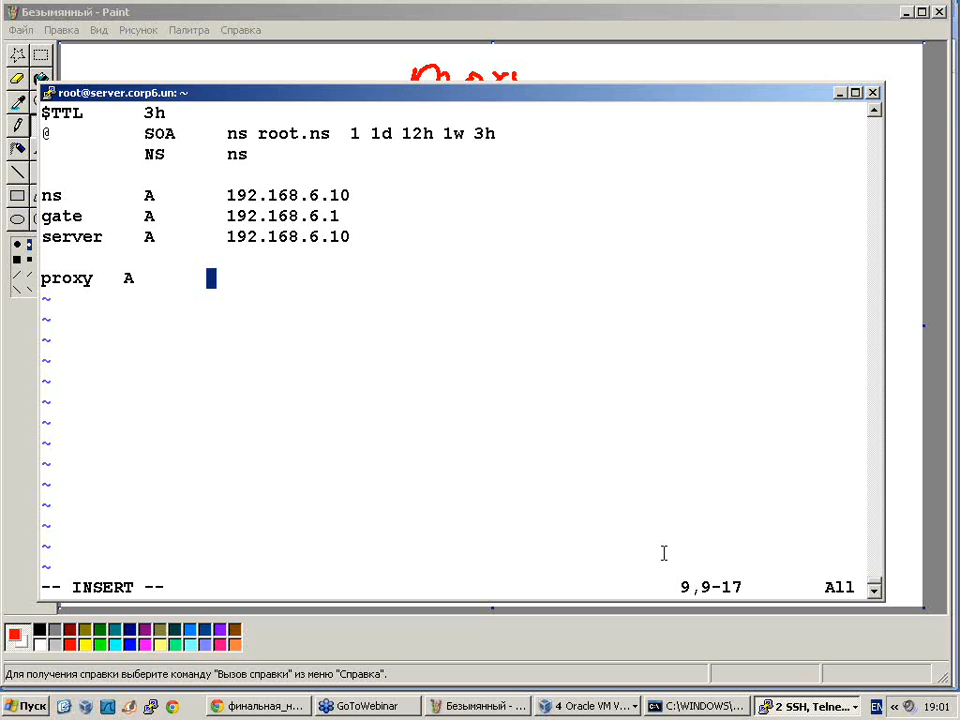 Безымянный - Paint
Файл Правка Вид Рисунок Палитра Справка
root@server.corp6.un: ~
$TTL 3h
@ SOA ns root.ns 1 1d 12h 1w 3h
NS ns
ns A 192.168.6.10
gate A 192.168.6.1
server A 192.168.6.10
proxy A
~
~
~
~
~
~
~
~
~
~
~
~
~
~
-- INSERT -- 9,9-17 All
Для получения справки выберите команду "Вызов справки" из меню "Справка".
Пуск финальная_н... GoToWebinar Безымянный - ... 4 Oracle VM V... C:\WINDOWS\... 2 SSH, Telne... EN « 19:01